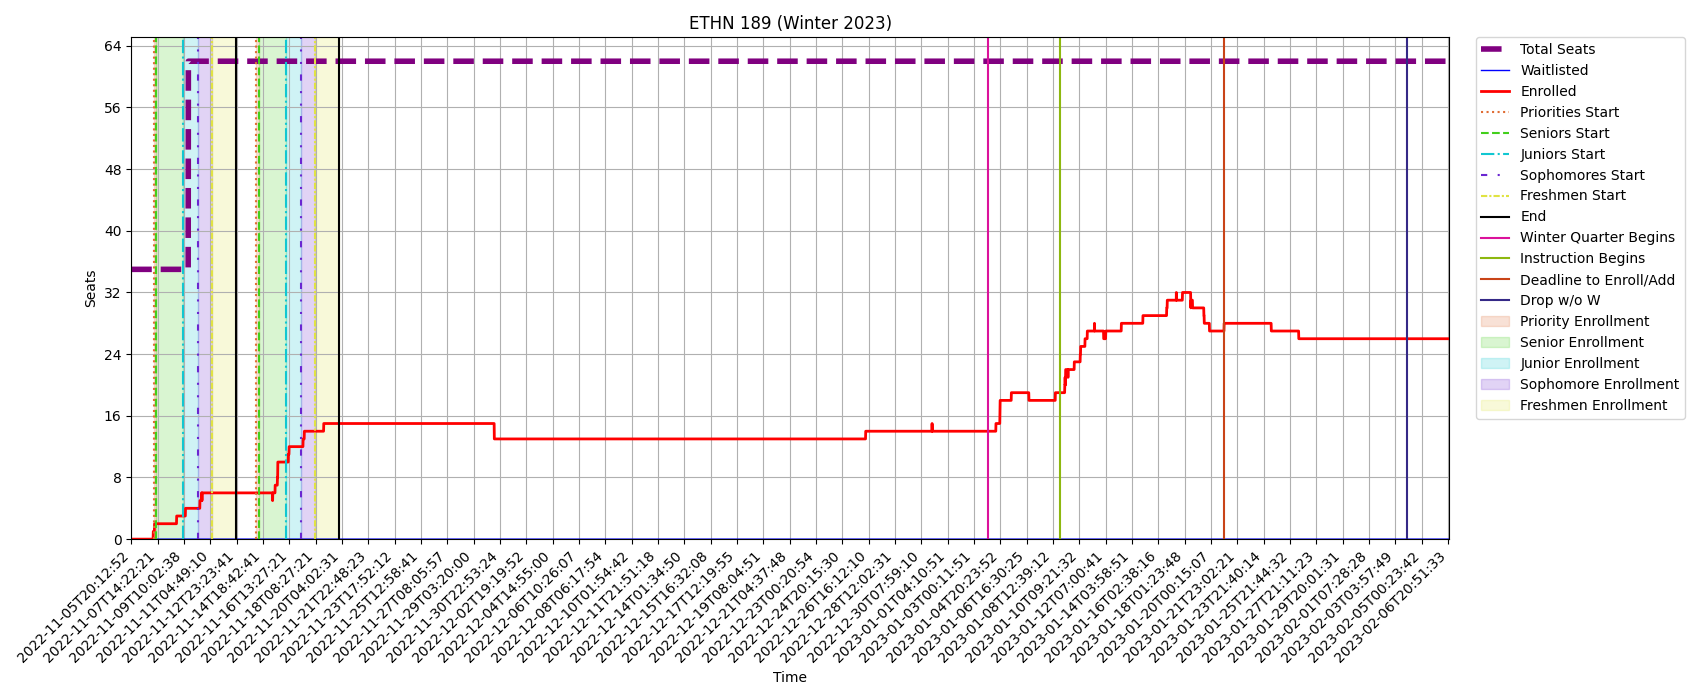 ETHN 189 (Winter 2023)
64
56
48
40
32
24
16
8
0
Seats
2022-11-05T20:12:52
2022-11-07T14:22:21
2022-11-09T10:02:38
2022-11-11T04:49:10
2022-11-12T23:23:41
2022-11-14T18:42:41
2022-11-16T13:27:21
2022-11-18T08:27:21
2022-11-20T04:02:31
2022-11-21T22:48:23
2022-11-23T17:52:12
2022-11-25T12:58:41
2022-11-27T08:05:57
2022-11-29T03:20:00
2022-11-30T22:53:24
2022-12-02T19:19:52
2022-12-04T14:55:00
2022-12-06T10:26:07
2022-12-08T06:17:54
2022-12-10T01:54:42
2022-12-11T21:51:18
2022-12-14T01:34:50
2022-12-15T16:32:08
2022-12-17T12:19:55
2022-12-19T08:04:51
2022-12-21T04:37:48
2022-12-23T00:20:54
2022-12-24T20:15:30
2022-12-26T16:12:10
2022-12-28T12:02:31
2022-12-30T07:59:10
2023-01-01T04:10:51
2023-01-03T00:11:51
2023-01-04T20:23:52
2023-01-06T16:30:25
2023-01-08T12:39:12
2023-01-10T09:21:32
2023-01-12T07:00:41
2023-01-14T03:58:51
2023-01-16T02:38:16
2023-01-18T01:23:48
2023-01-20T00:15:07
2023-01-21T23:02:21
2023-01-23T21:40:14
2023-01-25T21:44:32
2023-01-27T21:11:23
2023-01-29T20:01:31
2023-02-01T07:28:28
2023-02-03T03:57:49
2023-02-05T00:23:42
2023-02-06T20:51:33
Time
Total Seats
Waitlisted
Enrolled
Priorities Start
Seniors Start
Juniors Start
Sophomores Start
Freshmen Start
End
Winter Quarter Begins
Instruction Begins
Deadline to Enroll/Add
Drop w/o W
Priority Enrollment
Senior Enrollment
Junior Enrollment
Sophomore Enrollment
Freshmen Enrollment